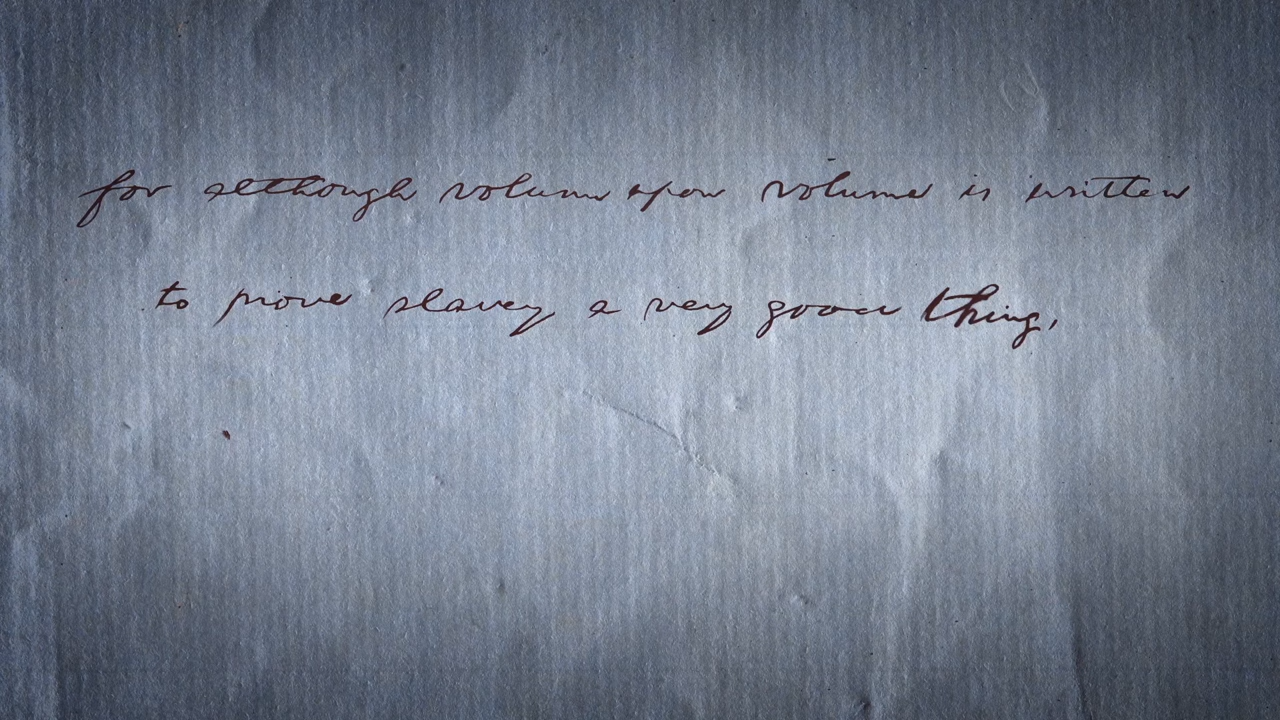 for although volume upon volume is written
to prove slavery a very good thing,